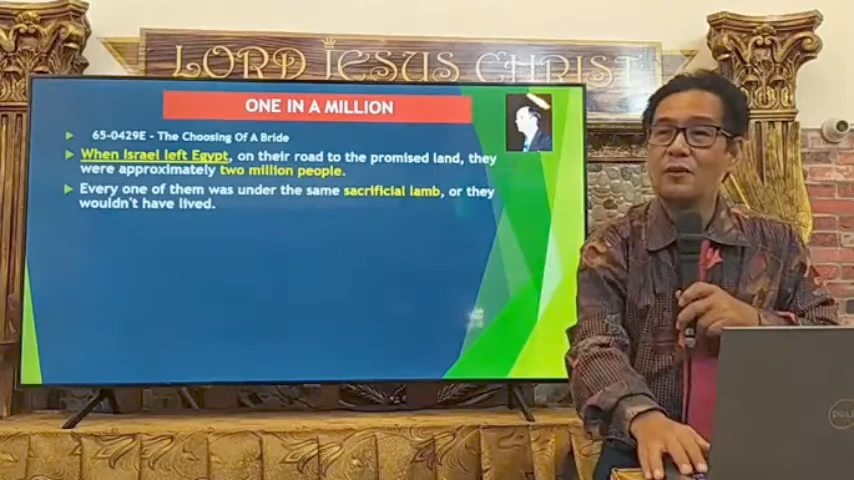 LORD JESUS CHRIST
ONE IN A MILLION
65-0429E - The Choosing Of A Bride
When Israel left Egypt, on their road to the promised land, they
were approximately two million people.
Every one of them was under the same sacrificial lamb, or they
wouldn't have lived.
DELL